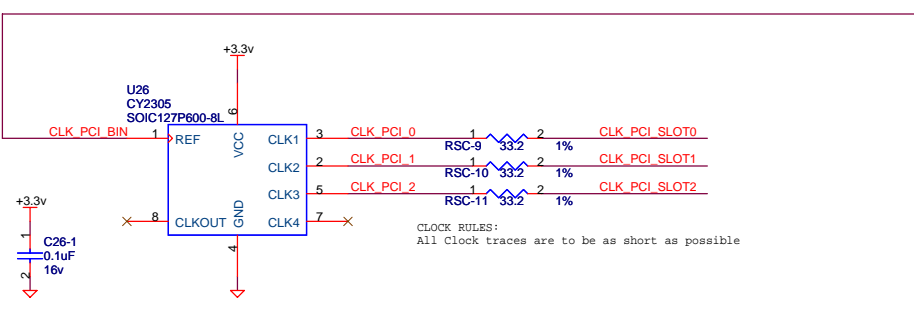 +3.3v
U26
CY2305
SOIC127P600-8L
6
CLK_PCI_BIN
1
REF
VCC
CLK1
3
CLK_PCI_0
1
2
CLK_PCI_SLOT0
RSC-9
33.2
1%
CLK2
2
CLK_PCI_1
1
2
CLK_PCI_SLOT1
RSC-10
33.2
1%
CLK3
5
CLK_PCI_2
1
2
CLK_PCI_SLOT2
RSC-11
33.2
1%
8
CLKOUT
GND
CLK4
7
4
+3.3v
1
C26-1
0.1uF
16v
2
CLOCK RULES:
All Clock traces are to be as short as possible